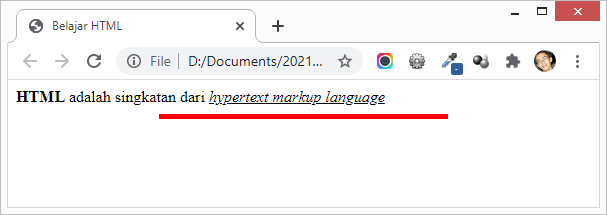 Belajar HTML
File D:/Documents/2021...
HTML adalah singkatan dari hypertext markup language